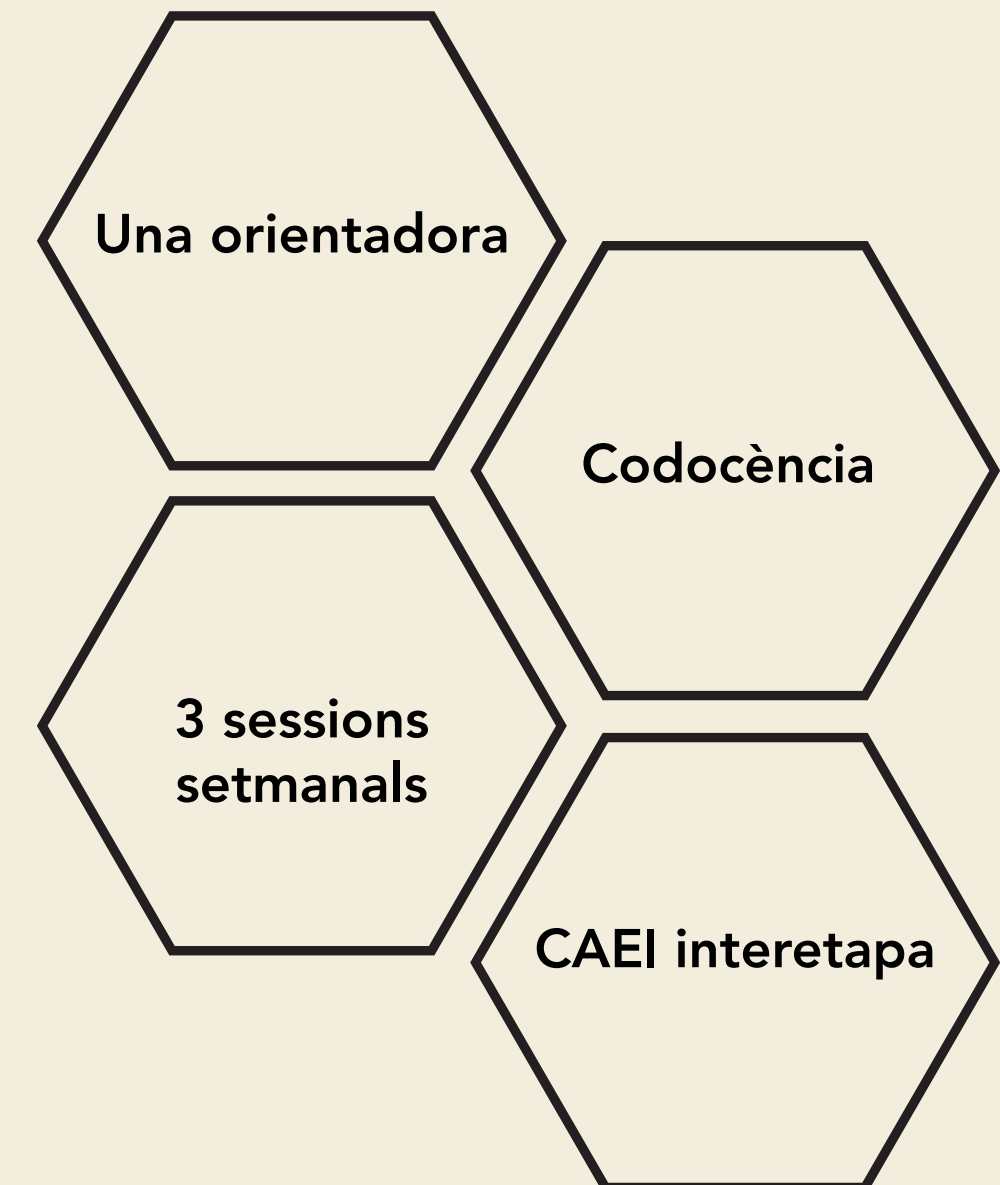 Una orientadora
Codocència
3 sessions
setmanals
CAEI interetapa